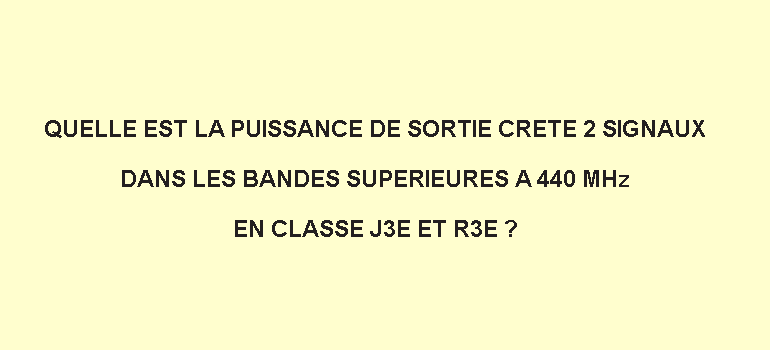 QUELLE EST LA PUISSANCE DE SORTIE CRETE 2 SIGNAUX
DANS LES BANDES SUPERIEURES A 440 MHz
EN CLASSE J3E ET R3E ?